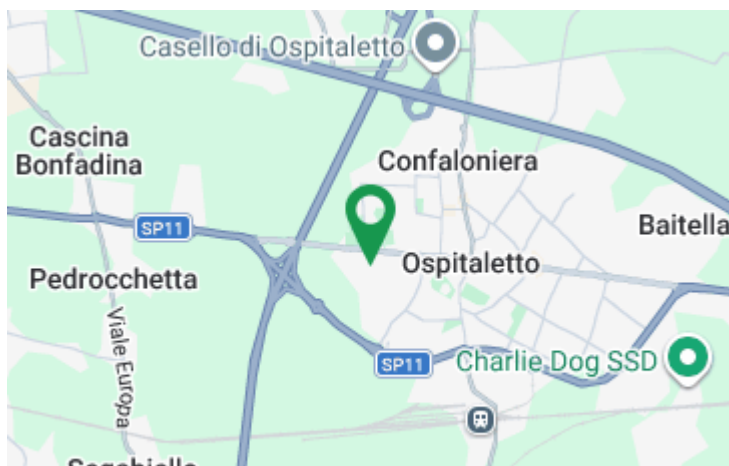 Casello di Ospitaletto
Cascina
Bonfadina
Confaloniera
SP11
Baitella
Ospitaletto
Pedrocchetta
Viale Europa
SP11
Charlie Dog SSD